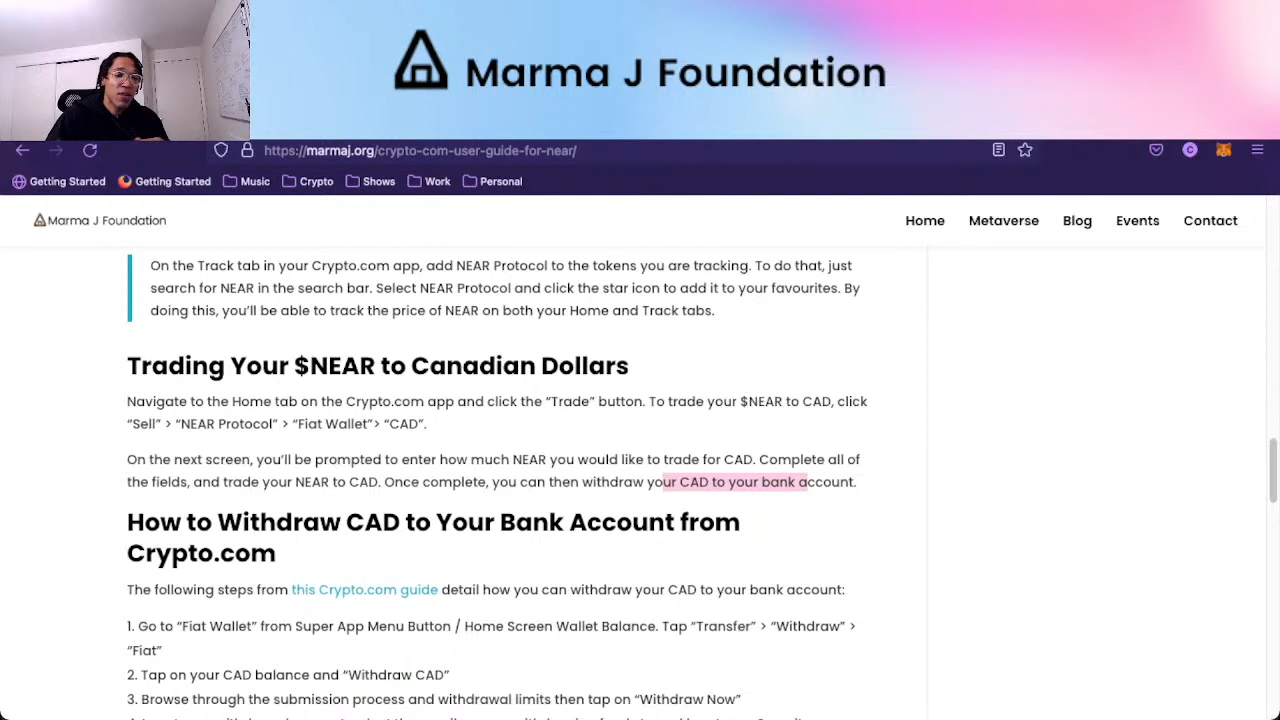 Marma J Foundation
https://marmaj.org/crypto-com-user-guide-for-near/
Getting Started Getting Started Music Crypto Shows Work Personal
Marma J Foundation Home Metaverse Blog Events Contact
On the Track tab in your Crypto.com app, add NEAR Protocol to the tokens you are tracking. To do that, just
search for NEAR in the search bar. Select NEAR Protocol and click the star icon to add it to your favourites. By
doing this, you’ll be able to track the price of NEAR on both your Home and Track tabs.
Trading Your $NEAR to Canadian Dollars
Navigate to the Home tab on the Crypto.com app and click the “Trade” button. To trade your $NEAR to CAD, click
“Sell” > “NEAR Protocol” > “Fiat Wallet”> “CAD”.
On the next screen, you’ll be prompted to enter how much NEAR you would like to trade for CAD. Complete all of
the fields, and trade your NEAR to CAD. Once complete, you can then withdraw your CAD to your bank account.
How to Withdraw CAD to Your Bank Account from
Crypto.com
The following steps from this Crypto.com guide detail how you can withdraw your CAD to your bank account:
1. Go to “Fiat Wallet” from Super App Menu Button / Home Screen Wallet Balance. Tap “Transfer” > “Withdraw” >
“Fiat”
2. Tap on your CAD balance and “Withdraw CAD”
3. Browse through the submission process and withdrawal limits then tap on “Withdraw Now”